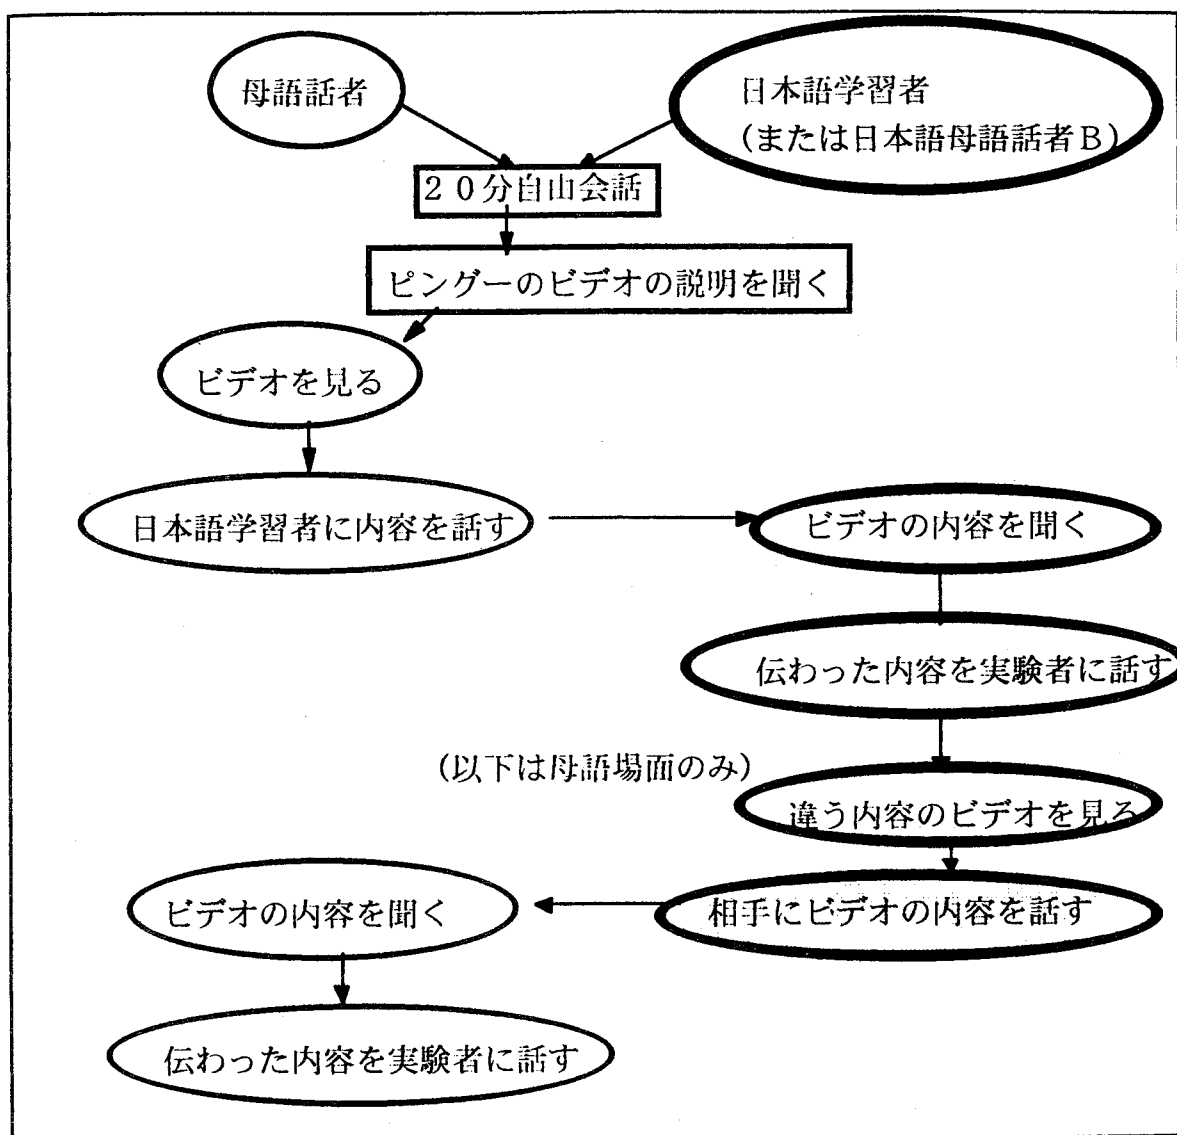 母語話者
日本語学習者
(または日本語母語話者B)
20分自由会話
ピングーのビデオの説明を聞く
ビデオを見る
日本語学習者に内容を話す
ビデオの内容を聞く
伝わった内容を実験者に話す
(以下は母語場面のみ)
違う内容のビデオを見る
相手にビデオの内容を話す
ビデオの内容を聞く
伝わった内容を実験者に話す